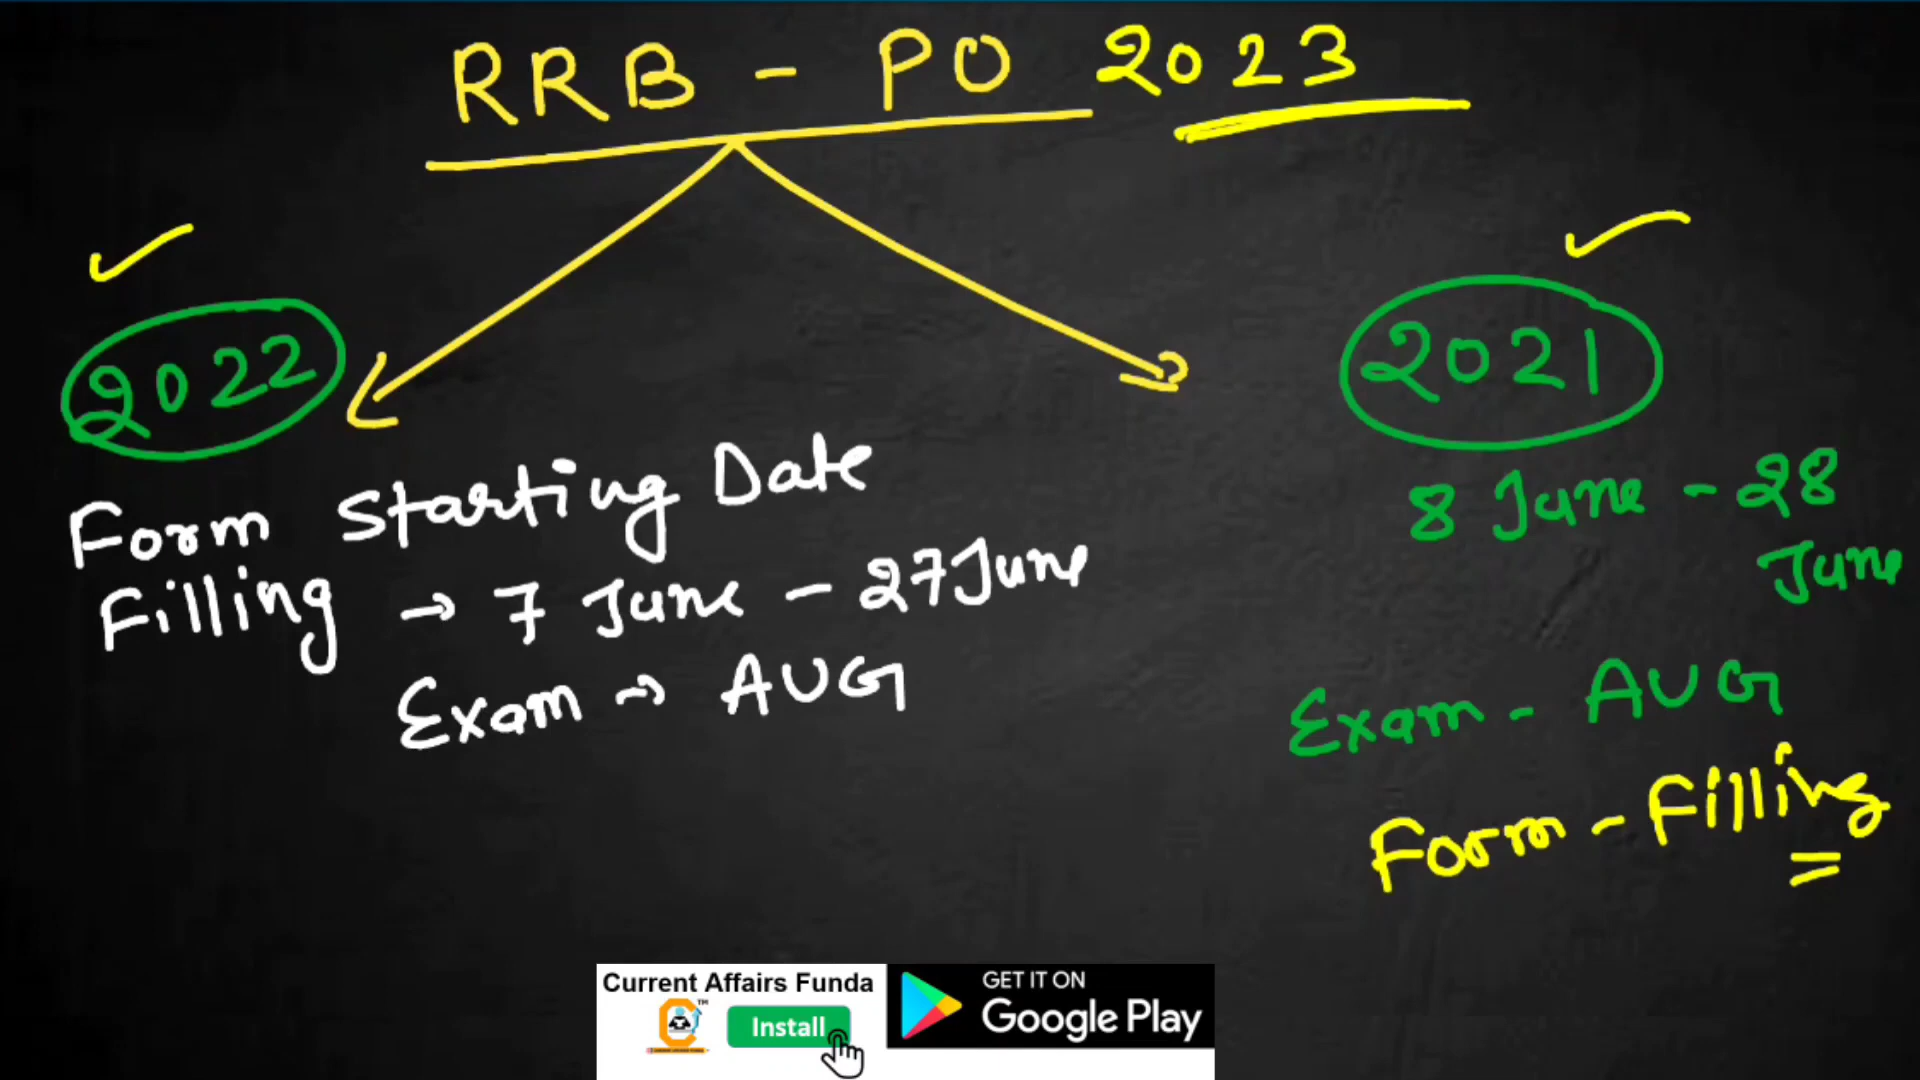 RRB - PO 2023
2022
Form Starting Date
Filling → 7 June - 27 June
Exam → AUG
2021
8 June - 28
June
Exam - AUG
Form - Filling
Current Affairs Funda
Install
GET IT ON
Google Play